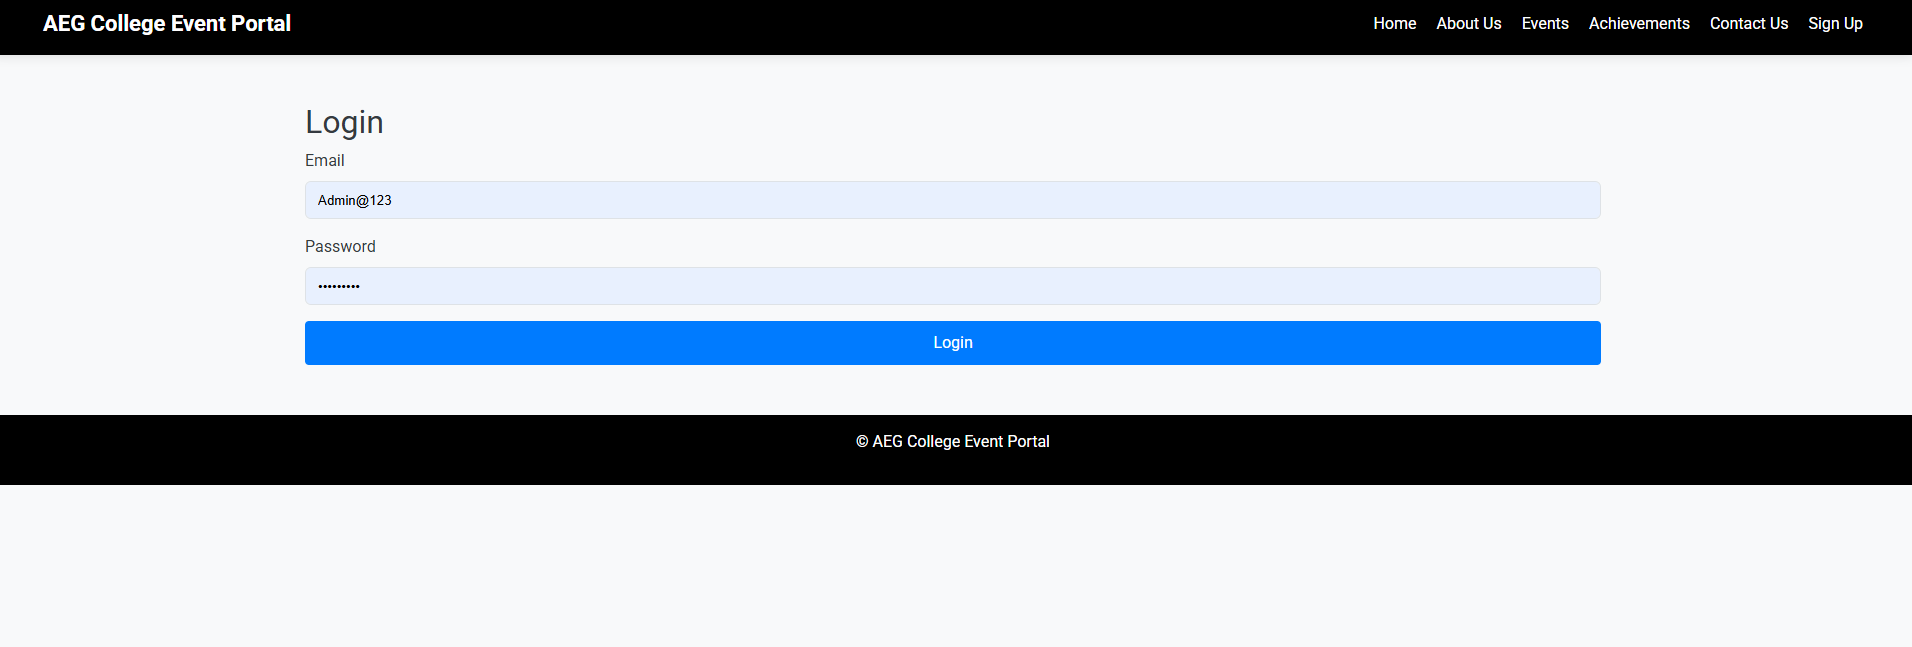 AEG College Event Portal
Home About Us Events Achievements Contact Us Sign Up
Login
Email
Admin@123
Password
•••••••••
Login
© AEG College Event Portal